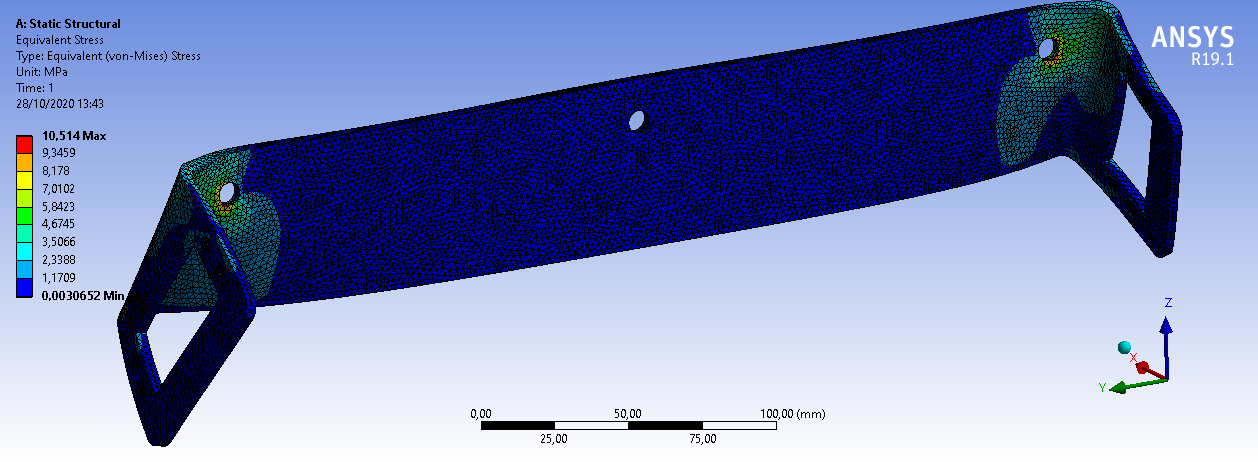 A: Static Structural
Equivalent Stress
Type: Equivalent (von-Mises) Stress
Unit: MPa
Time: 1
28/10/2020 13:43
10,514 Max
9,3459
8,178
7,0102
5,8423
4,6745
3,5066
2,3388
1,1709
0,0030652 Min
ANSYS
R19.1
Z
X
Y
0,00 50,00 100,00 (mm)
25,00 75,00